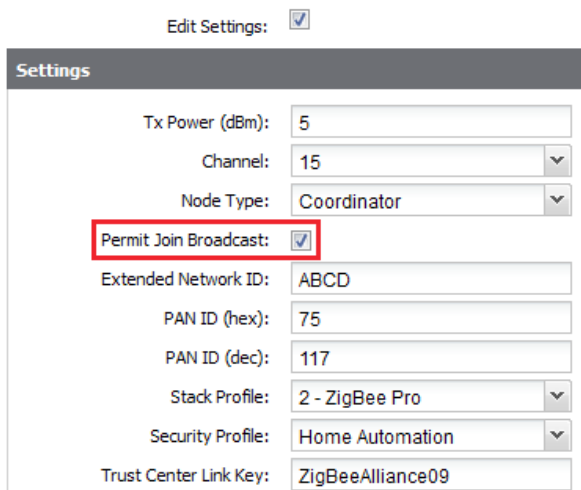 Edit Settings:
Settings
Tx Power (dBm): 5
Channel: 15
Node Type: Coordinator
Permit Join Broadcast:
Extended Network ID: ABCD
PAN ID (hex): 75
PAN ID (dec): 117
Stack Profile: 2 - ZigBee Pro
Security Profile: Home Automation
Trust Center Link Key: ZigBeeAlliance09